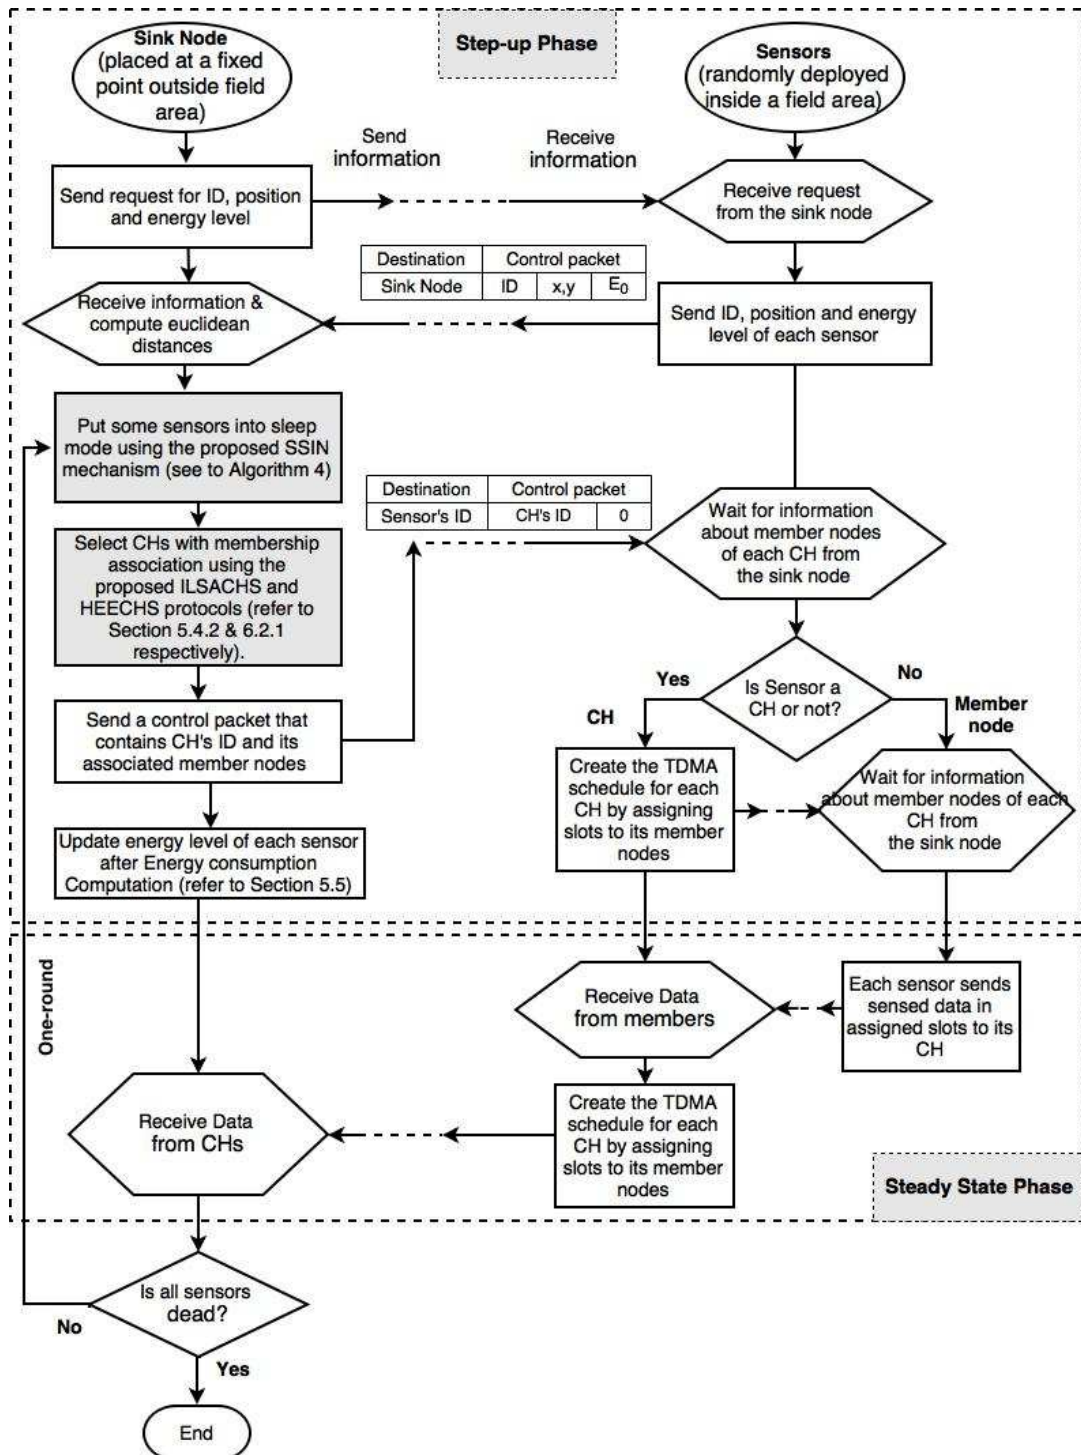 Step-up Phase
Sink Node
(placed at a fixed
point outside field
area)
Sensors
(randomly deployed
inside a field area)
Send
information
Receive
information
Send request for ID, position
and energy level
Receive request
from the sink node
Destination Control packet
Sink Node ID x,y E0
Receive information &
compute euclidean
distances
Send ID, position and energy
level of each sensor
Put some sensors into sleep
mode using the proposed SSIN
mechanism (see to Algorithm 4)
Destination Control packet
Sensor's ID CH's ID 0
Wait for information
about member nodes
of each CH from
the sink node
Select CHs with membership
association using the
proposed ILSACHS and
HEECHS protocols (refer to
Section 5.4.2 & 6.2.1
respectively).
Yes
Is Sensor a
CH or not?
No
CH
Member
node
Send a control packet that
contains CH's ID and its
associated member nodes
Create the TDMA
schedule for each
CH by assigning
slots to its member
nodes
Wait for information
about member nodes of each
CH from
the sink node
Update energy level of each sensor
after Energy consumption
Computation (refer to Section 5.5)
One-round
Receive Data
from members
Each sensor sends
sensed data in
assigned slots to its
CH
Receive Data
from CHs
Create the TDMA
schedule for each
CH by assigning
slots to its member
nodes
Steady State Phase
Is all sensors
dead?
No
Yes
End